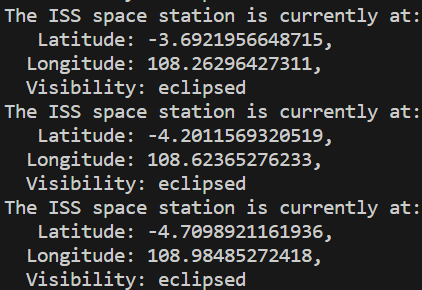 The ISS space station is currently at:
Latitude: -3.6921956648715,
Longitude: 108.26296427311,
Visibility: eclipsed
The ISS space station is currently at:
Latitude: -4.2011569320519,
Longitude: 108.62365276233,
Visibility: eclipsed
The ISS space station is currently at:
Latitude: -4.7098921161936,
Longitude: 108.98485272418,
Visibility: eclipsed